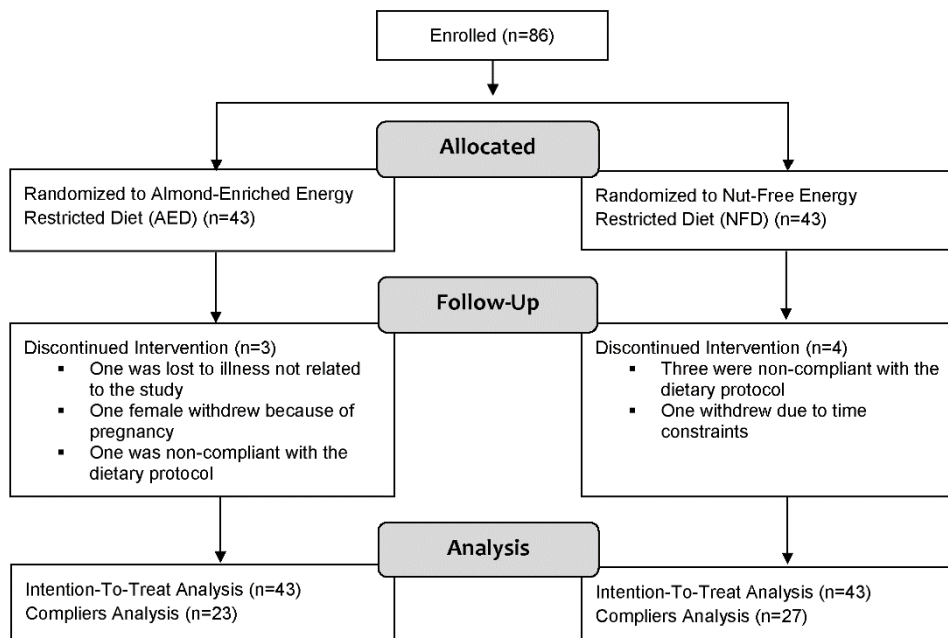 Enrolled (n=86)
Allocated
Randomized to Almond-Enriched Energy
Restricted Diet (AED) (n=43)
Randomized to Nut-Free Energy
Restricted Diet (NFD) (n=43)
Follow-Up
Discontinued Intervention (n=3)
▪ One was lost to illness not related
to the study
▪ One female withdrew because of
pregnancy
▪ One was non-compliant with the
dietary protocol
Discontinued Intervention (n=4)
▪ Three were non-compliant with the
dietary protocol
▪ One withdrew due to time
constraints
Analysis
Intention-To-Treat Analysis (n=43)
Compliers Analysis (n=23)
Intention-To-Treat Analysis (n=43)
Compliers Analysis (n=27)